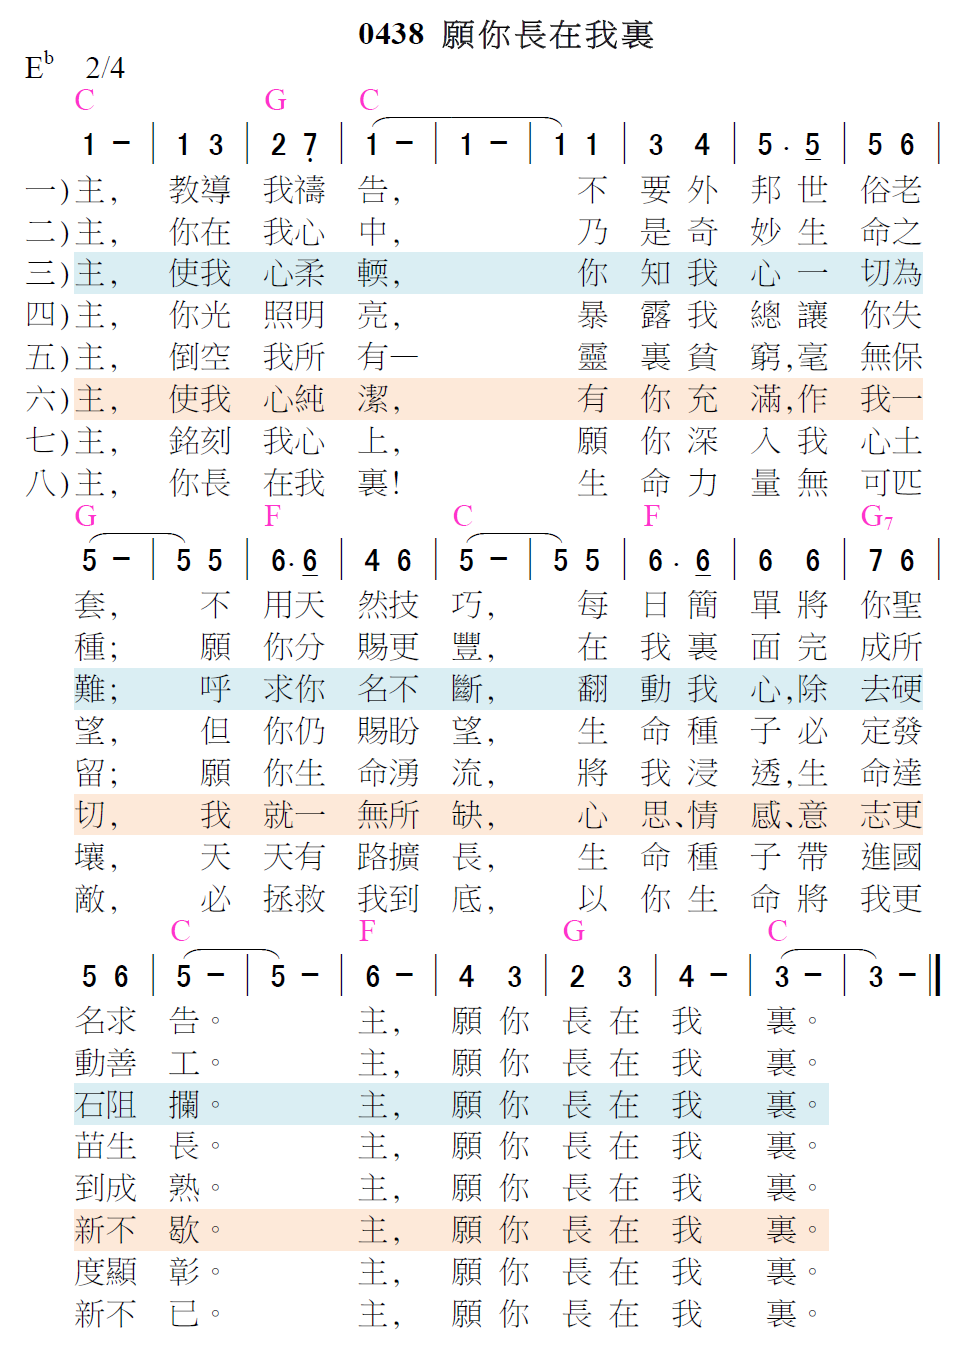 0438 願你長在我裏
E♭ 2/4
C G C
1 – | 1 3 | 2 7̣ | 1 – | 1 – | 1 1 | 3 4 | 5 . 5 | 5 6 |
一)主, 教導 我禱 告, 不 要 外 邦 世 俗老
二)主, 你在 我心 中, 乃 是 奇 妙 生 命之
三)主, 使我 心柔 輭, 你 知 我 心 一 切為
四)主, 你光 照明 亮, 暴 露 我 總 讓 你失
五)主, 倒空 我所 有— 靈 裏 貧 窮,毫 無保
六)主, 使我 心純 潔, 有 你 充 滿,作 我一
七)主, 銘刻 我心 上, 願 你 深 入 我 心土
八)主, 你長 在我 裏! 生 命 力 量 無 可匹
G F C F G7
5 – | 5 5 | 6. 6 | 4 6 | 5 – | 5 5 | 6 . 6 | 6 6 | 7 6 |
套, 不 用天 然技 巧, 每 日 簡 單 將 你聖
種; 願 你分 賜更 豐, 在 我 裏 面 完 成所
難; 呼 求你 名不 斷, 翻 動 我 心,除 去硬
望, 但 你仍 賜盼 望, 生 命 種 子 必 定發
留; 願 你生 命湧 流, 將 我 浸 透,生 命達
切, 我 就一 無所 缺, 心 思、情 感、意 志更
壤, 天 天有 路擴 長, 生 命 種 子 帶 進國
敵, 必 拯救 我到 底, 以 你 生 命 將 我更
C F G C
5 6 | 5 – | 5 – | 6 – | 4 3 | 2 3 | 4 – | 3 – | 3 – ‖
名求 告。 主, 願 你 長 在 我 裏。
動善 工。 主, 願 你 長 在 我 裏。
石阻 攔。 主, 願 你 長 在 我 裏。
苗生 長。 主, 願 你 長 在 我 裏。
到成 熟。 主, 願 你 長 在 我 裏。
新不 歇。 主, 願 你 長 在 我 裏。
度顯 彰。 主, 願 你 長 在 我 裏。
新不 已。 主, 願 你 長 在 我 裏。